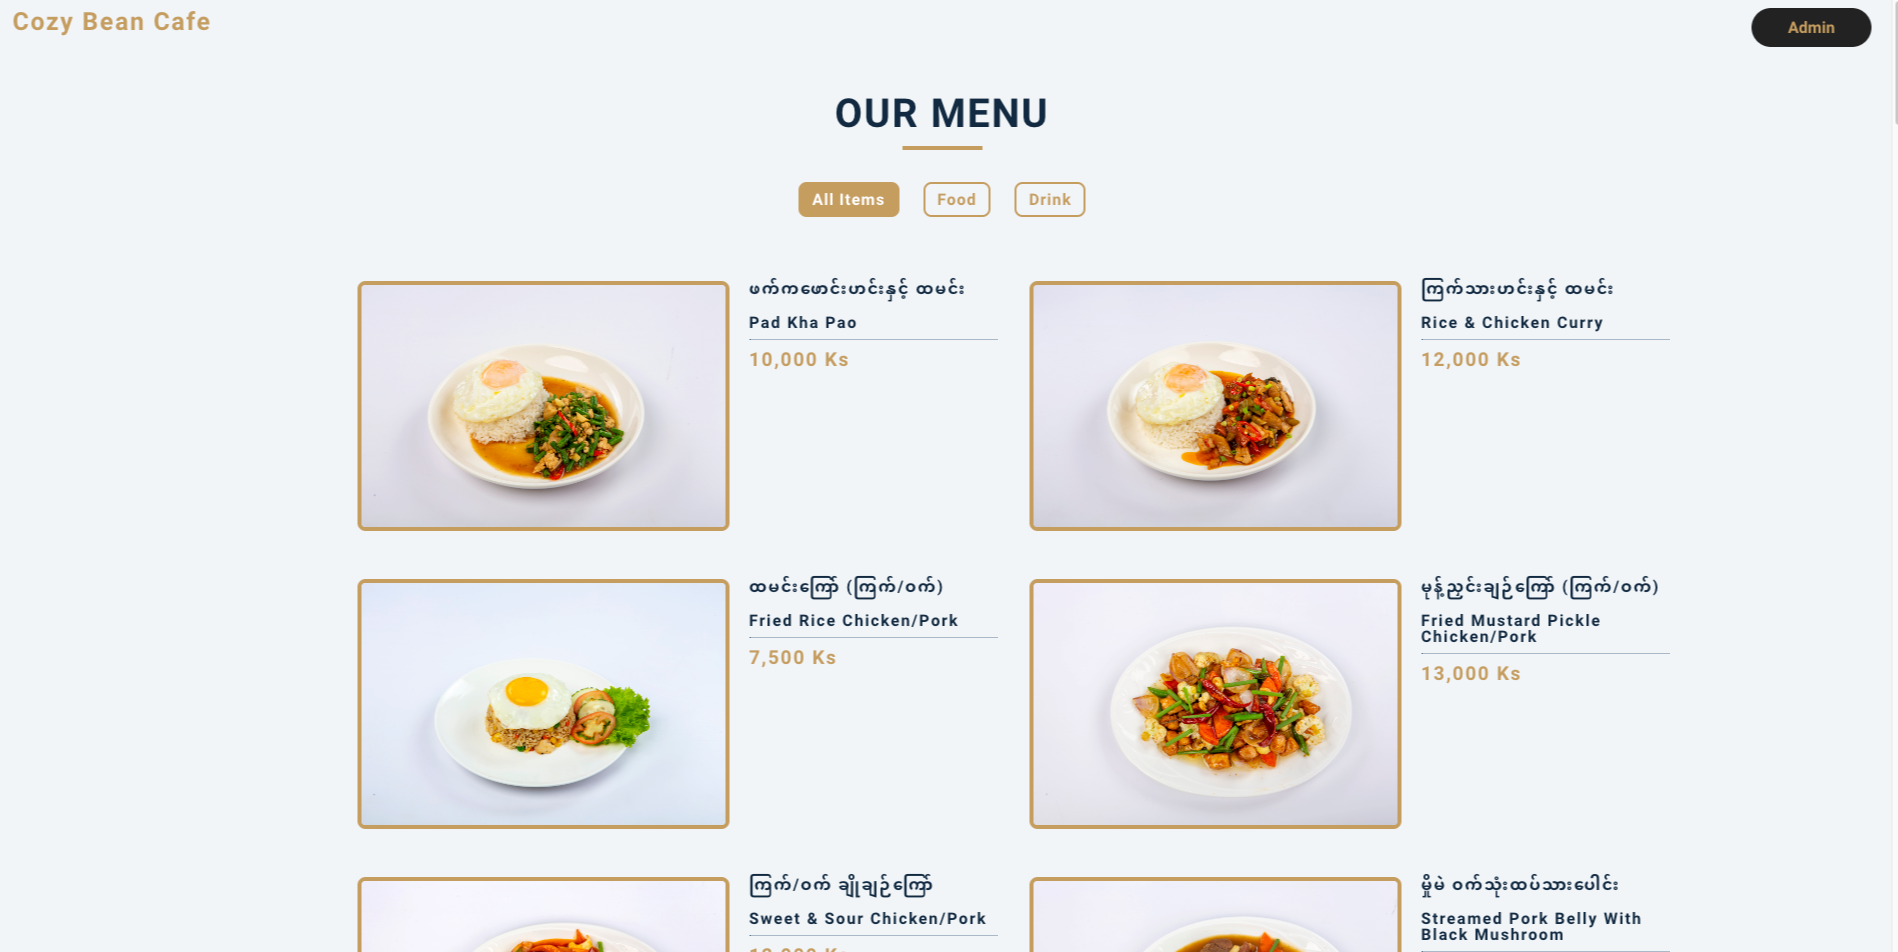 Cozy Bean Cafe
Admin
OUR MENU
All Items
Food
Drink
ဖက်ကဖောင်းဟင်းနှင့် ထမင်း
Pad Kha Pao
10,000 Ks
ကြက်သားဟင်းနှင့် ထမင်း
Rice & Chicken Curry
12,000 Ks
ထမင်းကြော် (ကြက်/ဝက်)
Fried Rice Chicken/Pork
7,500 Ks
မုန့်ညှင်းချဉ်ကြော် (ကြက်/ဝက်)
Fried Mustard Pickle
Chicken/Pork
13,000 Ks
ကြက်/ဝက် ချိုချဉ်ကြော်
Sweet & Sour Chicken/Pork
မှိုမဲ ဝက်သုံးထပ်သားပေါင်း
Streamed Pork Belly With
Black Mushroom